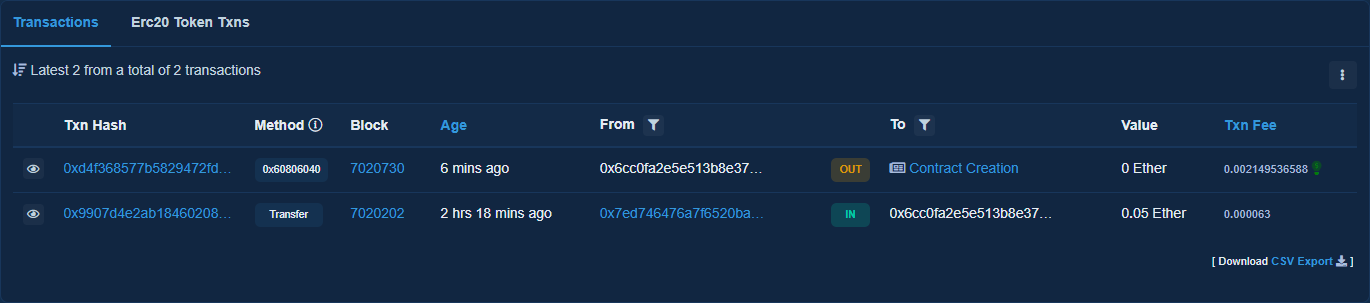 Transactions Erc20 Token Txns
Latest 2 from a total of 2 transactions
Txn Hash Method Block Age From To Value Txn Fee
0xd4f368577b5829472fd... 0x60806040 7020730 6 mins ago 0x6cc0fa2e5e513b8e37... OUT Contract Creation 0 Ether 0.002149536588
0x9907d4e2ab18460208... Transfer 7020202 2 hrs 18 mins ago 0x7ed746476a7f6520ba... IN 0x6cc0fa2e5e513b8e37... 0.05 Ether 0.000063
[ Download CSV Export ]